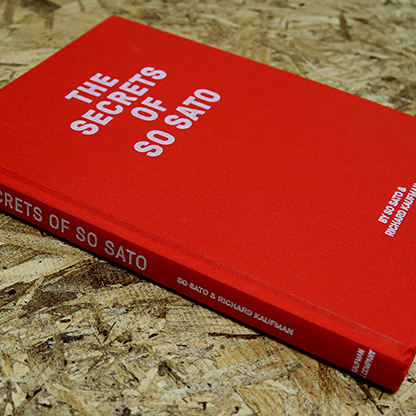 THE
SECRETS
OF
SO SATO
BY SO SATO &
RICHARD KAUFMAN
CRETS OF SO SATO
SO SATO & RICHARD KAUFMAN
KAUFMAN
COMPANY